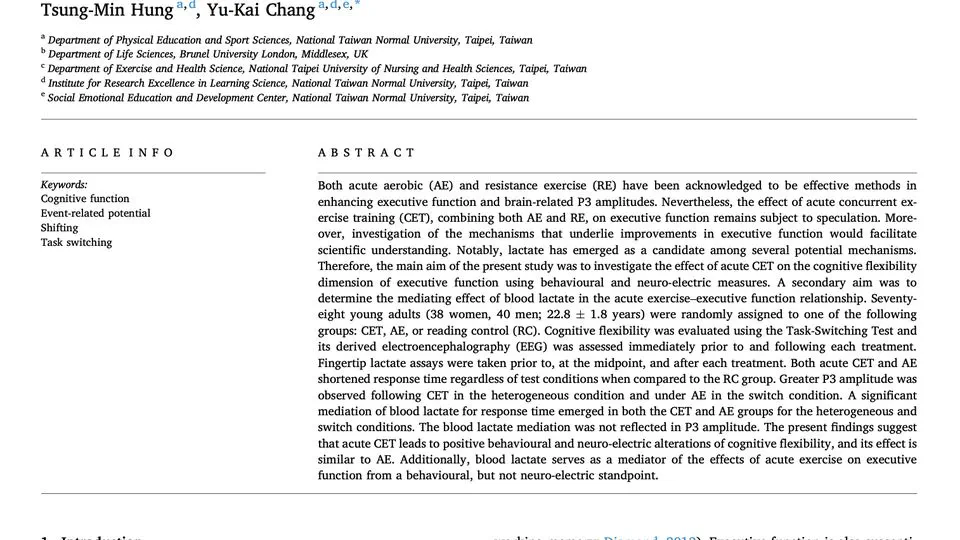 Tsung-Min Hung a,d, Yu-Kai Chang a,d,e,*
a Department of Physical Education and Sport Sciences, National Taiwan Normal University, Taipei, Taiwan
b Department of Life Sciences, Brunel University London, Middlesex, UK
c Department of Exercise and Health Science, National Taipei University of Nursing and Health Sciences, Taipei, Taiwan
d Institute for Research Excellence in Learning Science, National Taiwan Normal University, Taipei, Taiwan
e Social Emotional Education and Development Center, National Taiwan Normal University, Taipei, Taiwan
ARTICLE INFO
Keywords:
Cognitive function
Event-related potential
Shifting
Task switching
ABSTRACT
Both acute aerobic (AE) and resistance exercise (RE) have been acknowledged to be effective methods in
enhancing executive function and brain-related P3 amplitudes. Nevertheless, the effect of acute concurrent ex-
ercise training (CET), combining both AE and RE, on executive function remains subject to speculation. More-
over, investigation of the mechanisms that underlie improvements in executive function would facilitate
scientific understanding. Notably, lactate has emerged as a candidate among several potential mechanisms.
Therefore, the main aim of the present study was to investigate the effect of acute CET on the cognitive flexibility
dimension of executive function using behavioural and neuro-electric measures. A secondary aim was to
determine the mediating effect of blood lactate in the acute exercise–executive function relationship. Seventy-
eight young adults (38 women, 40 men; 22.8 ± 1.8 years) were randomly assigned to one of the following
groups: CET, AE, or reading control (RC). Cognitive flexibility was evaluated using the Task-Switching Test and
its derived electroencephalography (EEG) was assessed immediately prior to and following each treatment.
Fingertip lactate assays were taken prior to, at the midpoint, and after each treatment. Both acute CET and AE
shortened response time regardless of test conditions when compared to the RC group. Greater P3 amplitude was
observed following CET in the heterogeneous condition and under AE in the switch condition. A significant
mediation of blood lactate for response time emerged in both the CET and AE groups for the heterogeneous and
switch conditions. The blood lactate mediation was not reflected in P3 amplitude. The present findings suggest
that acute CET leads to positive behavioural and neuro-electric alterations of cognitive flexibility, and its effect is
similar to AE. Additionally, blood lactate serves as a mediator of the effects of acute exercise on executive
function from a behavioural, but not neuro-electric standpoint.